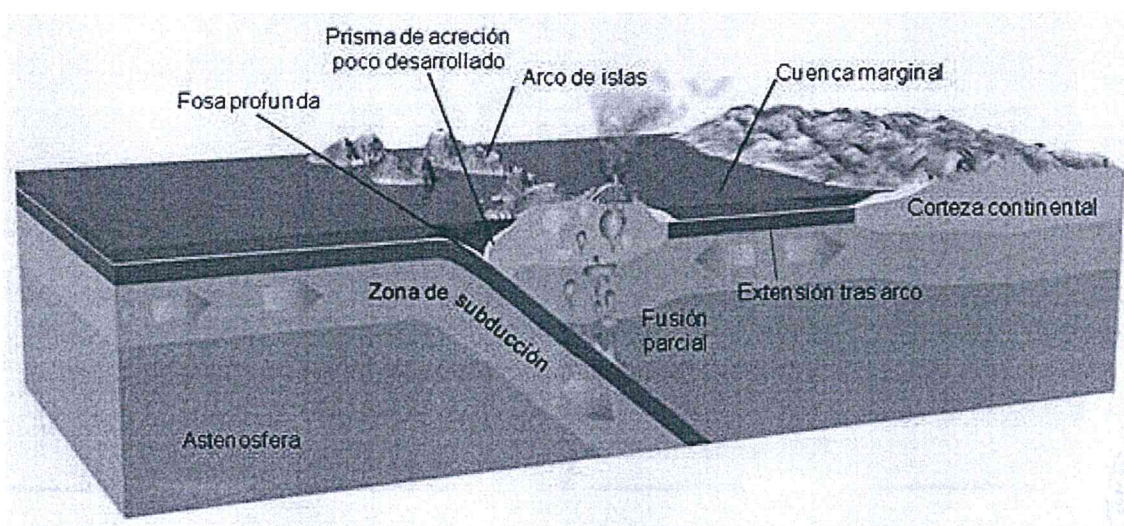 Prisma de acreción
poco desarrollado
Arco de islas
Cuenca marginal
Fosa profunda
Corteza continental
Zona de subducción
Extensión tras arco
Fusión
parcial
Astenosfera